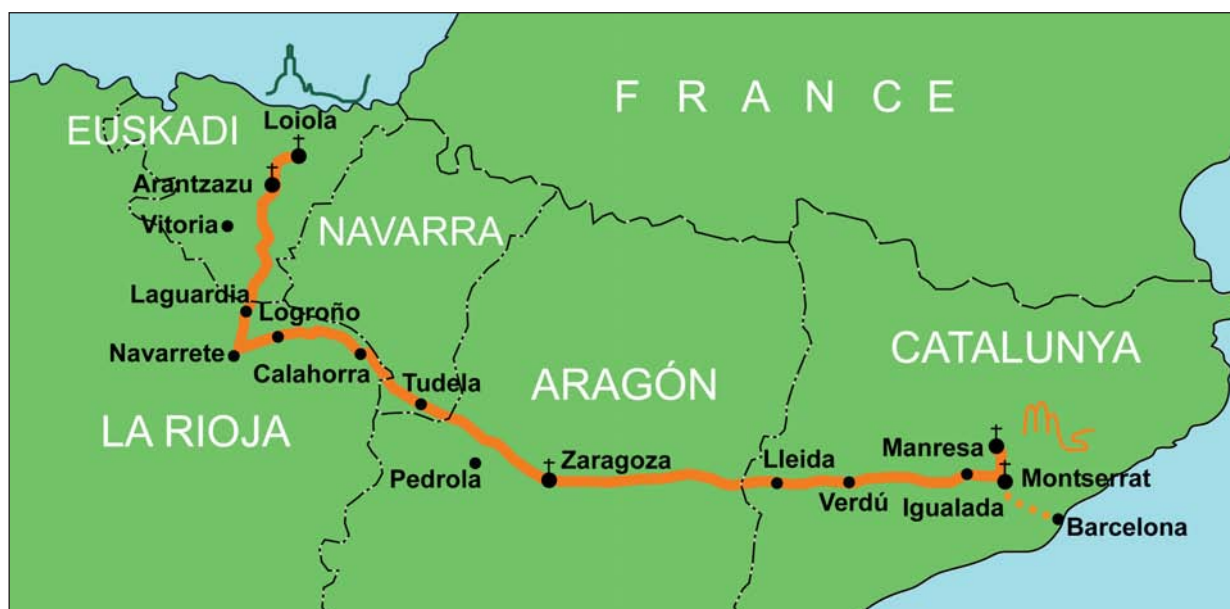 FRANCE
EUSKADI
Loiola
Arantzazu
Vitoria
NAVARRA
Laguardia
Logroño
Navarrete
Calahorra
Tudela
LA RIOJA
ARAGÓN
CATALUNYA
Pedrola
Zaragoza
Lleida
Verdú
Manresa
Montserrat
Igualada
Barcelona